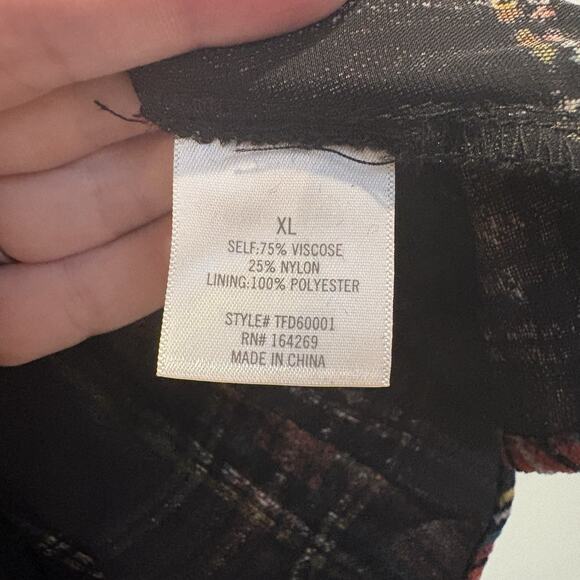 XL
SELF:75% VISCOSE
25% NYLON
LINING:100% POLYESTER
STYLE# TFD60001
RN# 164269
MADE IN CHINA